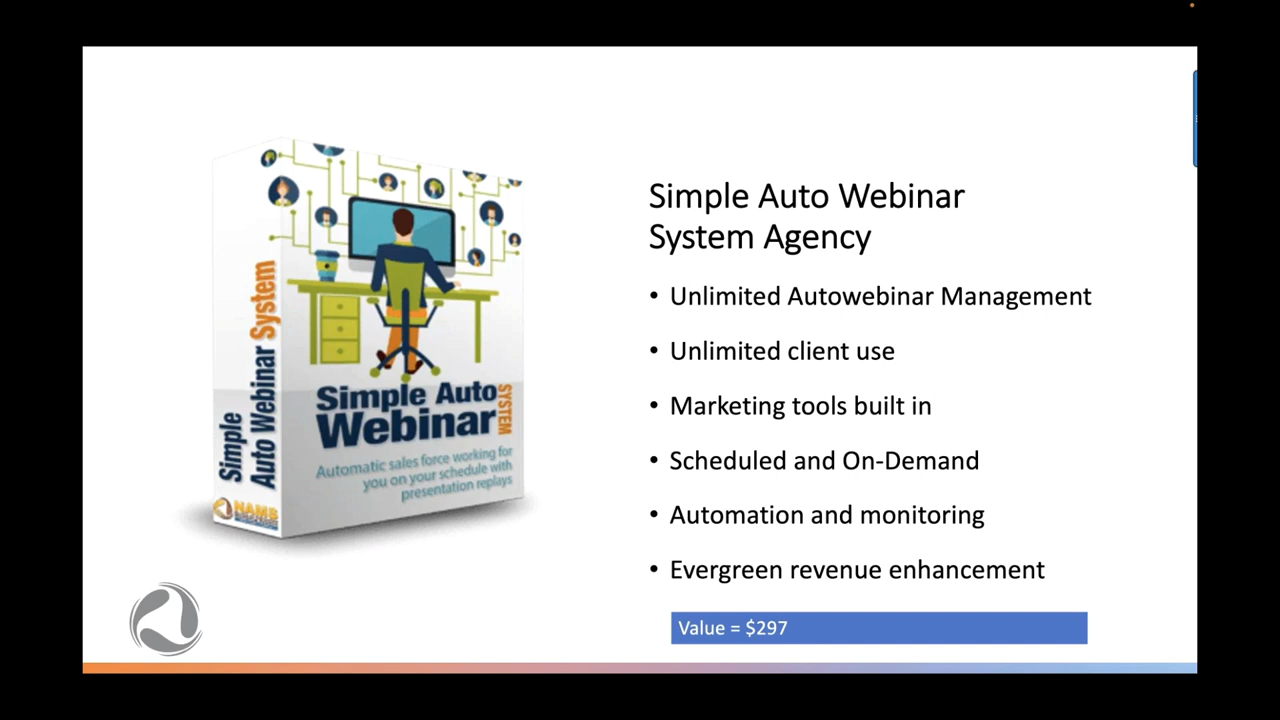 Simple
Auto Webinar System
NAMS
Simple Auto
Webinar
SYSTEM
Automatic sales force working for
you on your schedule with
presentation replays
Simple Auto Webinar
System Agency
• Unlimited Autowebinar Management
• Unlimited client use
• Marketing tools built in
• Scheduled and On-Demand
• Automation and monitoring
• Evergreen revenue enhancement
Value = $297